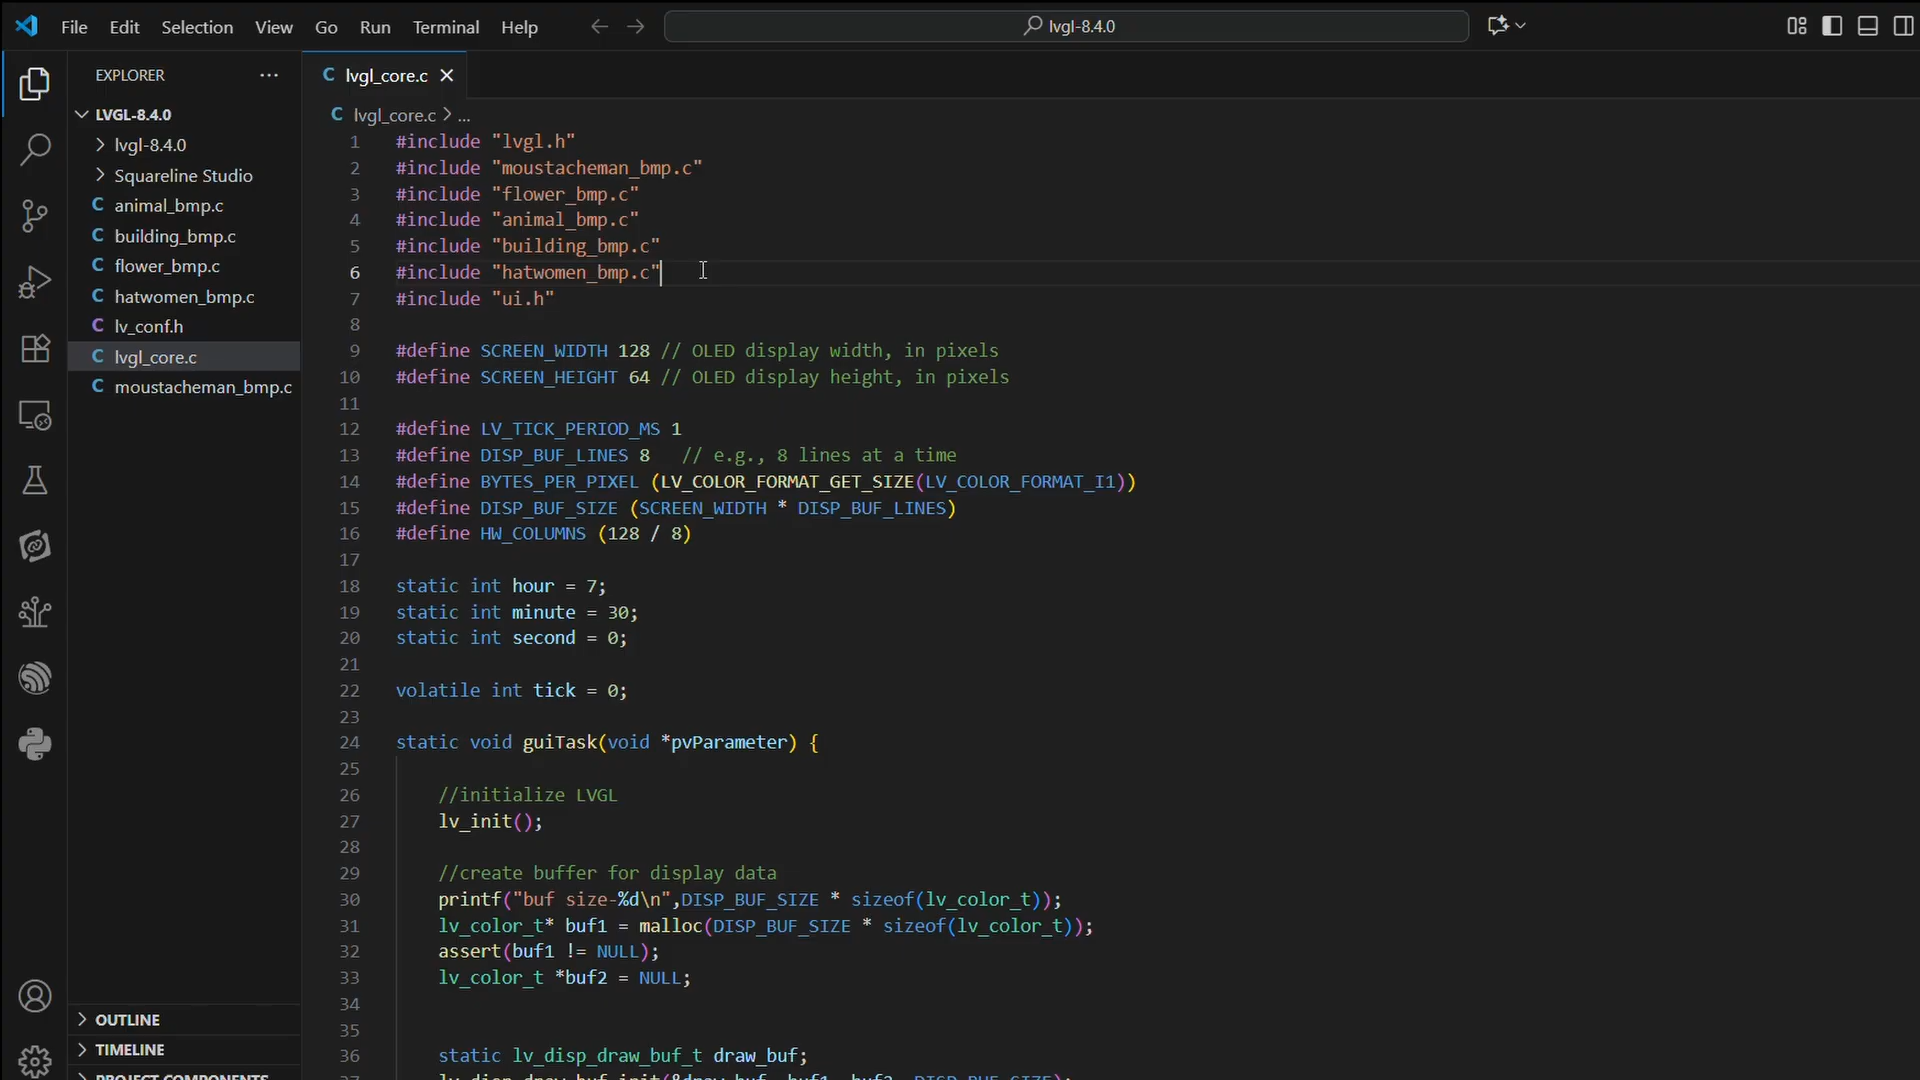 File Edit Selection View Go Run Terminal Help
lvgl-8.4.0
EXPLORER
LVGL-8.4.0
lvgl-8.4.0
Squareline Studio
C animal_bmp.c
C building_bmp.c
C flower_bmp.c
C hatwomen_bmp.c
C lv_conf.h
C lvgl_core.c
C moustacheman_bmp.c
OUTLINE
TIMELINE
PROJECT COMPONENTS
C lvgl_core.c
C lvgl_core.c > ...
1 #include "lvgl.h"
2 #include "moustacheman_bmp.c"
3 #include "flower_bmp.c"
4 #include "animal_bmp.c"
5 #include "building_bmp.c"
6 #include "hatwomen_bmp.c"
7 #include "ui.h"
8
9 #define SCREEN_WIDTH 128 // OLED display width, in pixels
10 #define SCREEN_HEIGHT 64 // OLED display height, in pixels
11
12 #define LV_TICK_PERIOD_MS 1
13 #define DISP_BUF_LINES 8 // e.g., 8 lines at a time
14 #define BYTES_PER_PIXEL (LV_COLOR_FORMAT_GET_SIZE(LV_COLOR_FORMAT_I1))
15 #define DISP_BUF_SIZE (SCREEN_WIDTH * DISP_BUF_LINES)
16 #define HW_COLUMNS (128 / 8)
17
18 static int hour = 7;
19 static int minute = 30;
20 static int second = 0;
21
22 volatile int tick = 0;
23
24 static void guiTask(void *pvParameter) {
25
26 //initialize LVGL
27 lv_init();
28
29 //create buffer for display data
30 printf("buf size-%d\n",DISP_BUF_SIZE * sizeof(lv_color_t));
31 lv_color_t* buf1 = malloc(DISP_BUF_SIZE * sizeof(lv_color_t));
32 assert(buf1 != NULL);
33 lv_color_t *buf2 = NULL;
34
35
36 static lv_disp_draw_buf_t draw_buf;
37 lv_disp_draw_buf_init(&draw_buf, buf1, buf2, DISP_BUF_SIZE);